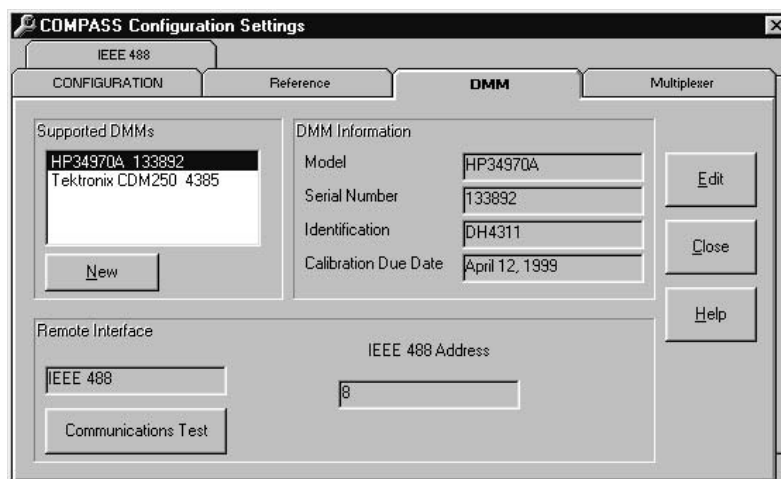 COMPASS Configuration Settings
IEEE 488
CONFIGURATION
Reference
DMM
Multiplexer
Supported DMMs
HP34970A 133892
Tektronix CDM250 4385
New
DMM Information
Model
HP34970A
Serial Number
133892
Identification
DH4311
Calibration Due Date
April 12, 1999
Edit
Close
Help
Remote Interface
IEEE 488
Communications Test
IEEE 488 Address
8